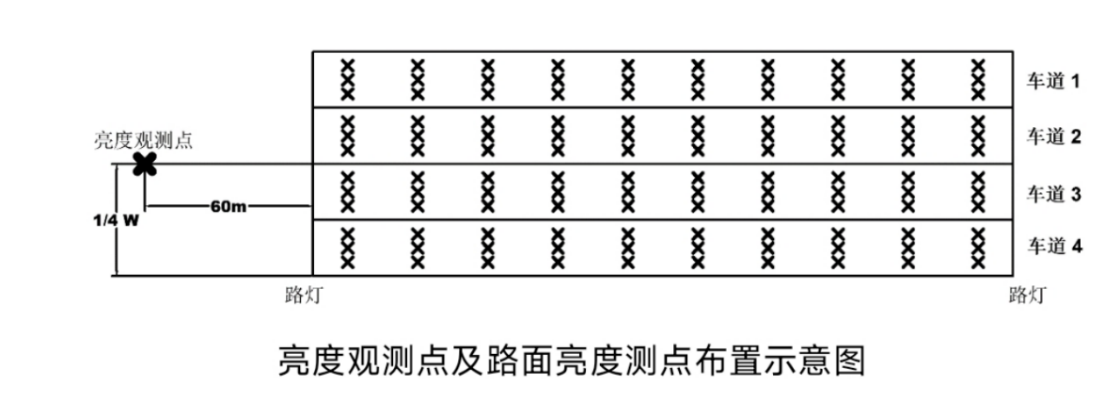 车道 1
车道 2
亮度观测点
车道 3
60m
1/4 W
车道 4
路灯
路灯
亮度观测点及路面亮度测点布置示意图